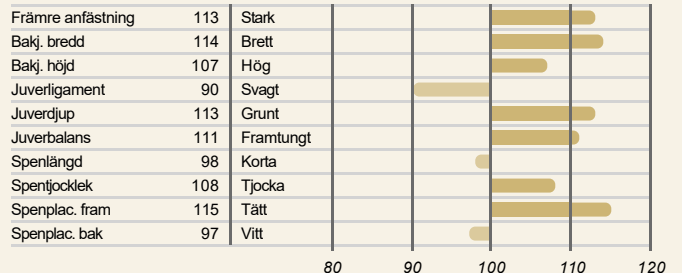 Främre anfästning 113 Stark
Bakj. bredd 114 Brett
Bakj. höjd 107 Hög
Juverligament 90 Svagt
Juverdjup 113 Grunt
Juverbalans 111 Framtungt
Spenlängd 98 Korta
Spentjocklek 108 Tjocka
Spenplac. fram 115 Tätt
Spenplac. bak 97 Vitt
80 90 100 110 120